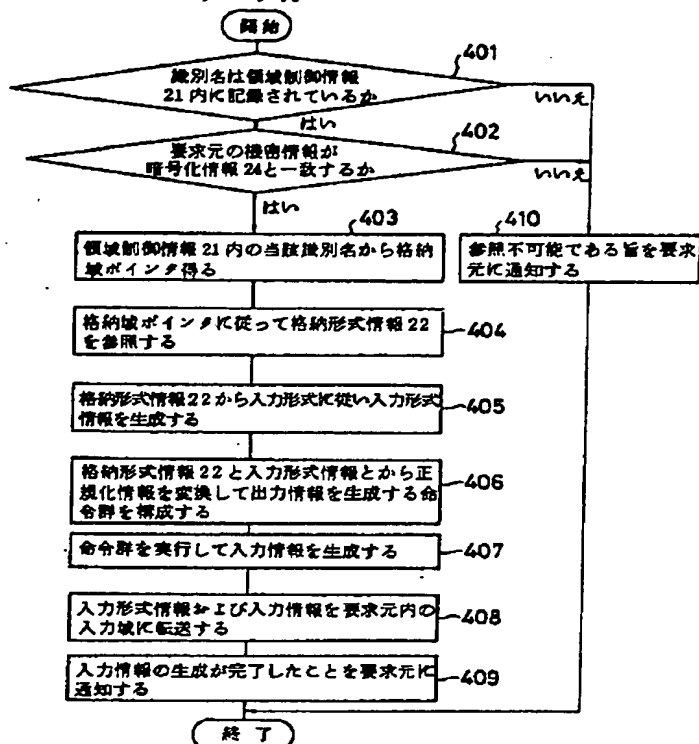 開始
401
識別名は領域制御情報
21内に記録されているか
いいえ
はい
402
要求元の機密情報が
暗号化情報24と一致するか
いいえ
はい
403
領域制御情報21内の当該識別名から格納
域ポインタ得る
410
参照不可能である旨を要求
元に通知する
格納域ポインタに従って格納形式情報22
を参照する
404
格納形式情報22から入力形式に従い入力形式
情報を生成する
405
格納形式情報22と入力形式情報とから正
規化情報を変換して出力情報を生成する命
令群を構成する
406
命令群を実行して入力情報を生成する
407
入力形式情報および入力情報を要求元内の
入力域に転送する
408
入力情報の生成が完了したことを要求元に
通知する
409
終了